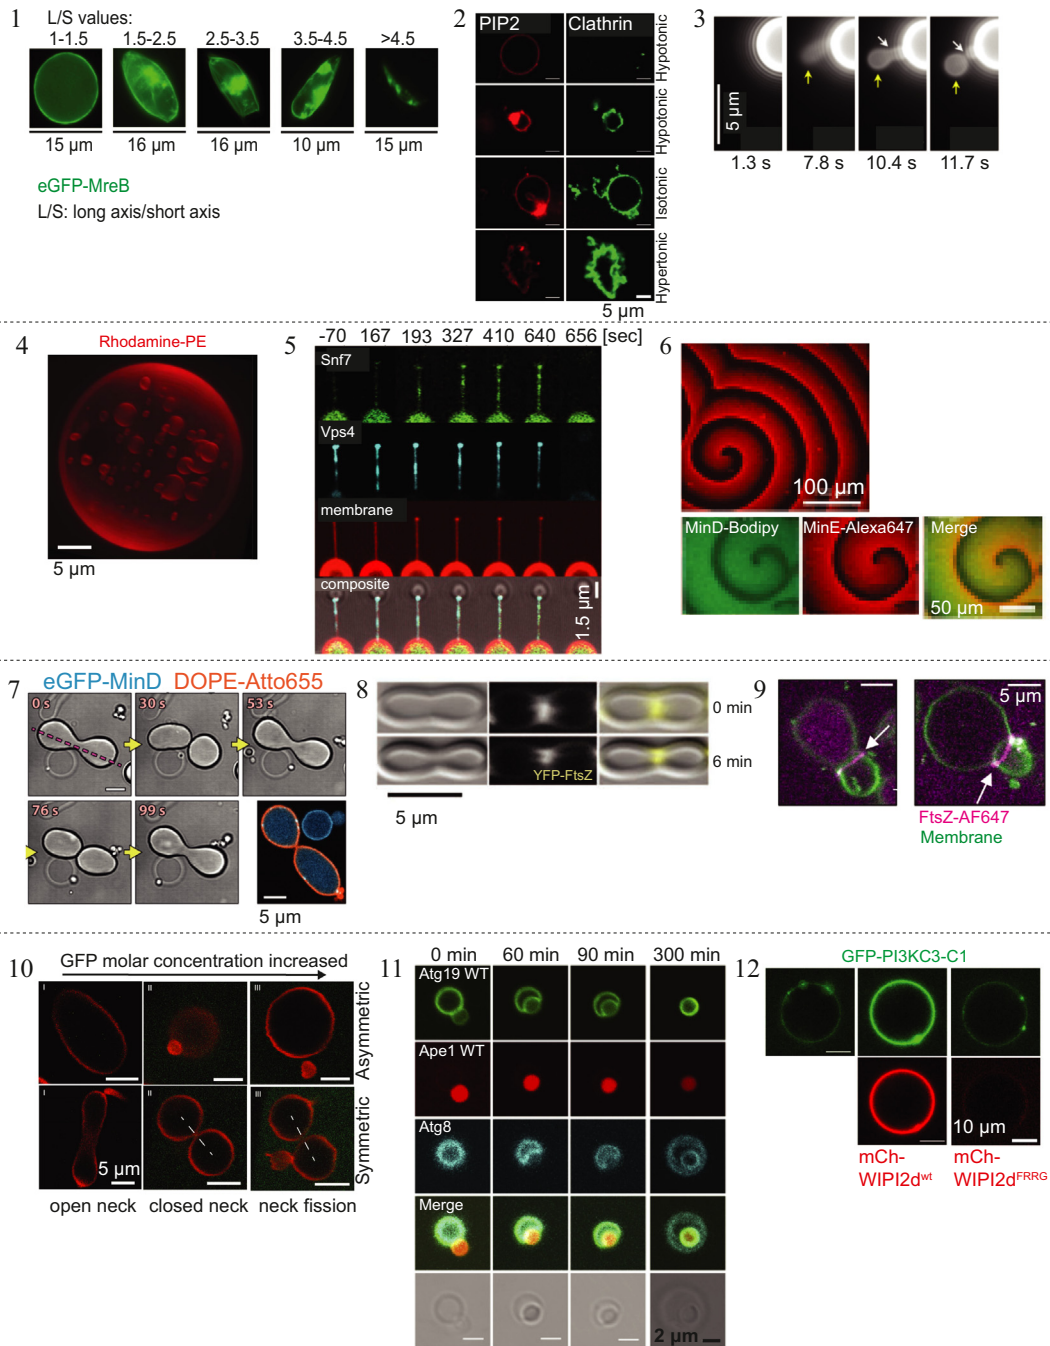 1
L/S values:
1-1.5 1.5-2.5 2.5-3.5 3.5-4.5 >4.5
15 µm 16 µm 16 µm 10 µm 15 µm
eGFP-MreB
L/S: long axis/short axis
2
PIP2 Clathrin
Hypotonic
Hypotonic
Isotonic
Hypertonic
5 µm
3
5 µm
1.3 s 7.8 s 10.4 s 11.7 s
4
Rhodamine-PE
5 µm
5
-70 167 193 327 410 640 656 [sec]
Snf7
Vps4
membrane
composite
1.5 µm
6
100 µm
MinD-Bodipy MinE-Alexa647 Merge
50 µm
7
eGFP-MinD DOPE-Atto655
0 s 30 s 53 s
76 s 99 s
5 µm
8
0 min
6 min
YFP-FtsZ
5 µm
9
5 µm
FtsZ-AF647
Membrane
10
GFP molar concentration increased
I II III
Asymmetric
I II III
Symmetric
5 µm
open neck closed neck neck fission
11
0 min 60 min 90 min 300 min
Atg19 WT
Ape1 WT
Atg8
Merge
2 µm
12
GFP-PI3KC3-C1
10 µm
mCh- mCh-
WIPI2dwt WIPI2dFRRG